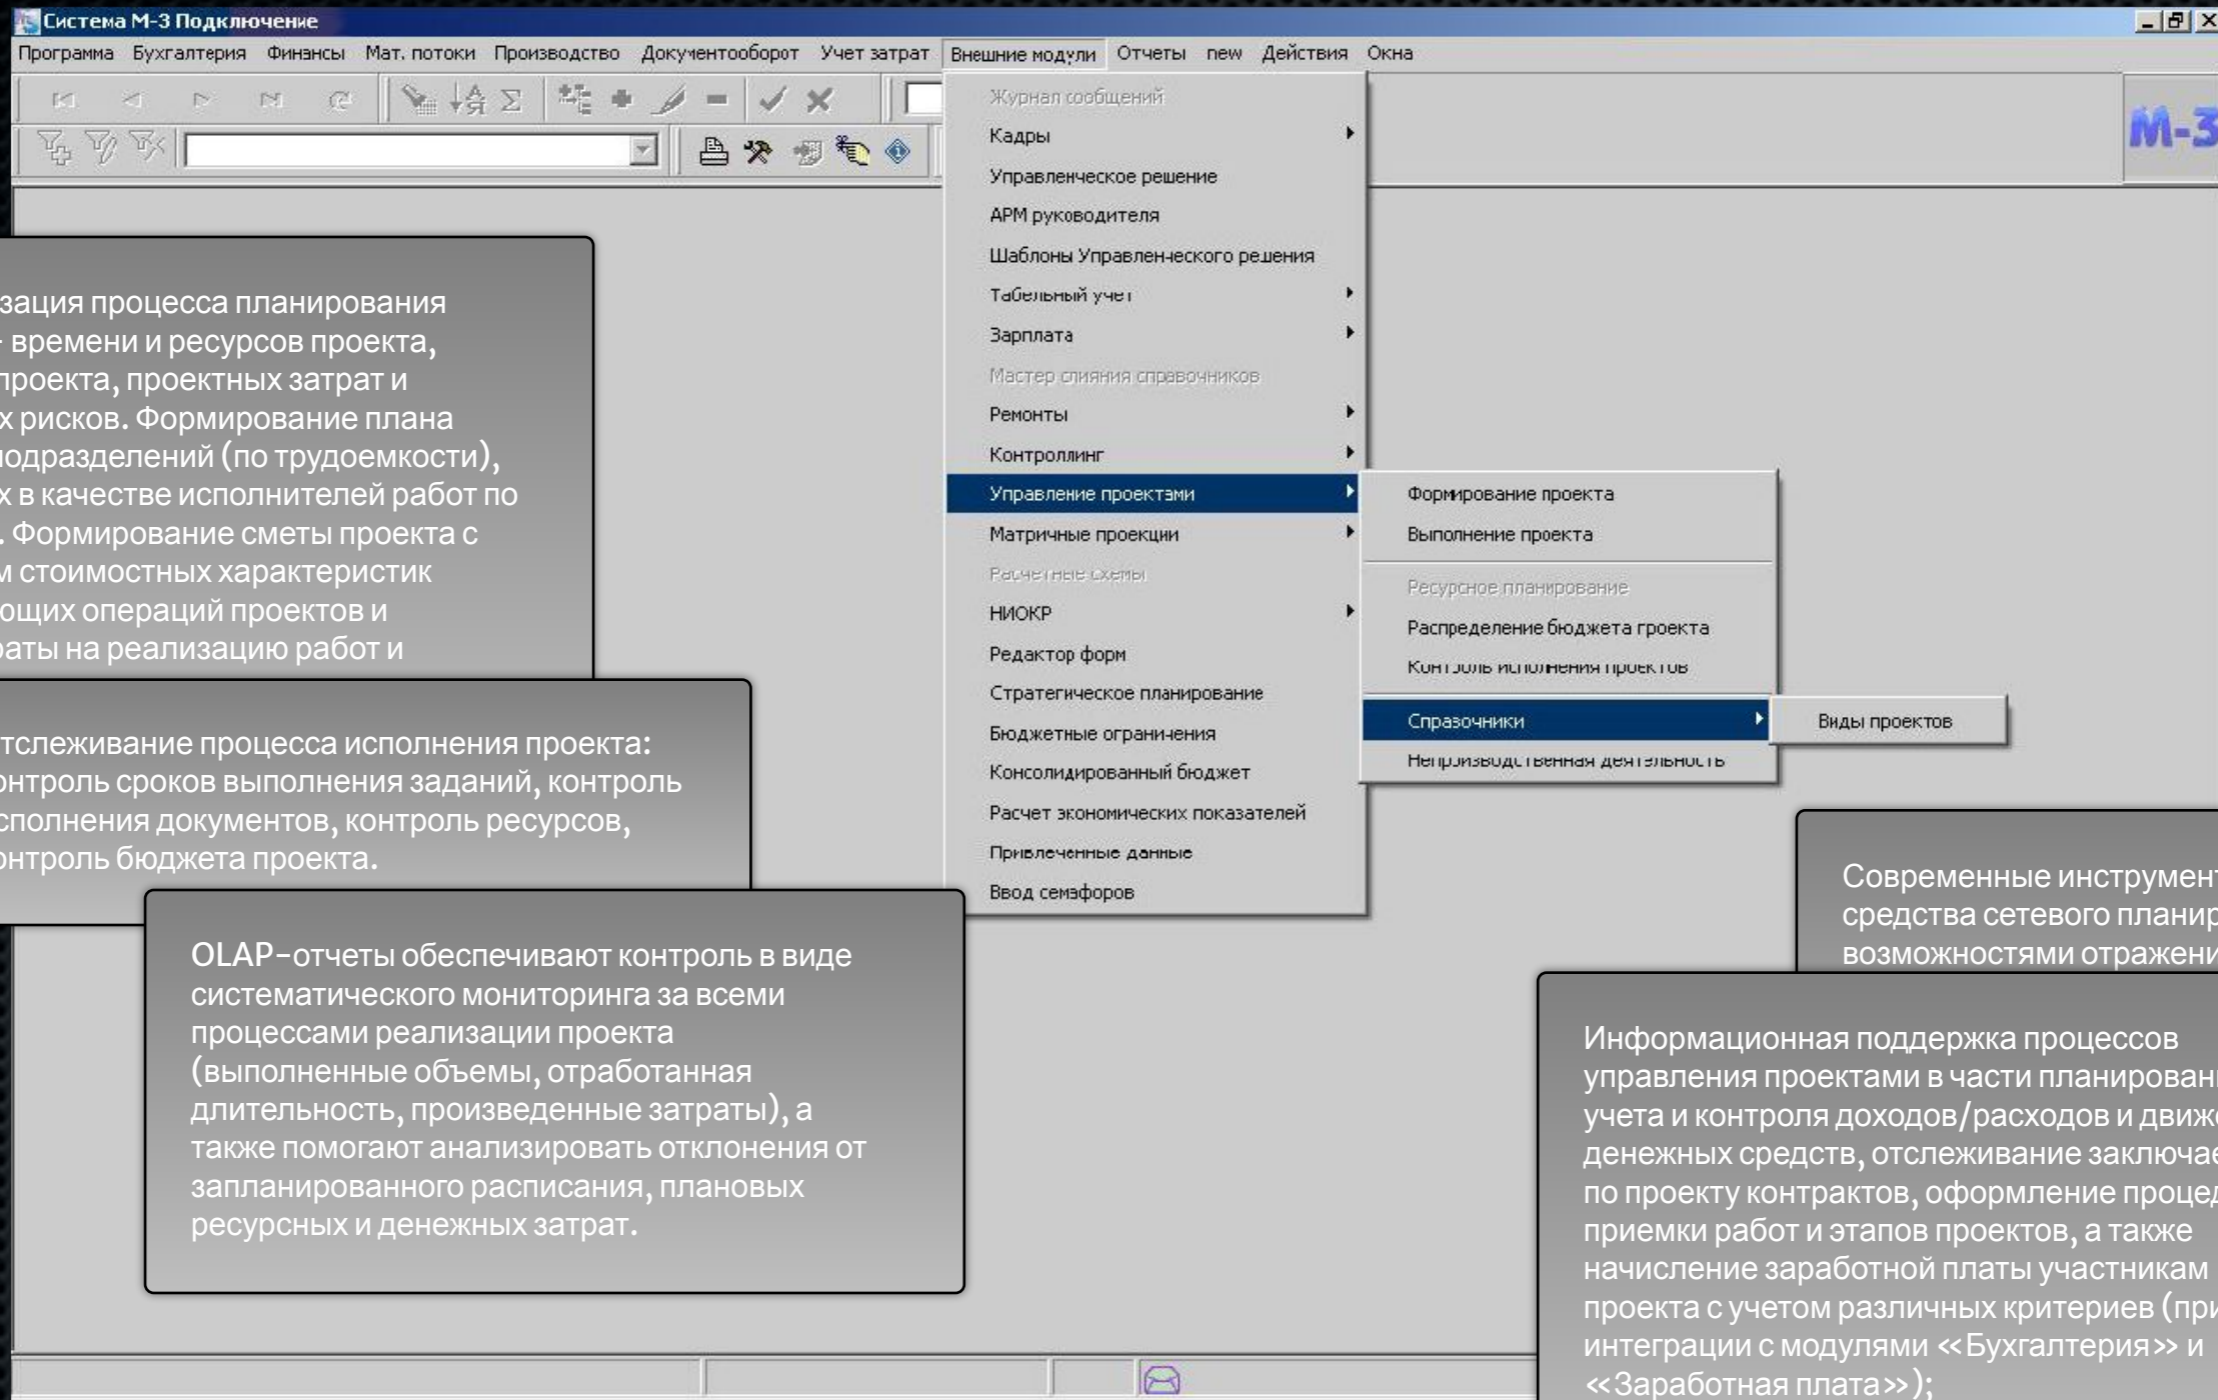 Система М-3 Подключение
Программа Бухгалтерия Финансы Мат. потоки Производство Документооборот Учет затрат Внешние модули Отчеты new Действия Окна
М-3
Журнал сообщений
Кадры
Управленческое решение
АРМ руководителя
Шаблоны Управленческого решения
Табельный учет
Зарплата
Мастер слияния справочников
Ремонты
Контроллинг
Управление проектами
Матричные проекции
Расчетные схемы
НИОКР
Редактор форм
Стратегическое планирование
Бюджетные ограничения
Консолидированный бюджет
Расчет экономических показателей
Привлеченные данные
Ввод семафоров
Формирование проекта
Выполнение проекта
Ресурсное планирование
Распределение бюджета проекта
Контроль исполнения проектов
Справочники
Непроизводственная деятельность
Виды проектов
зация процесса планирования
времени и ресурсов проекта,
проекта, проектных затрат и
х рисков. Формирование плана
подразделений (по трудоемкости),
х в качестве исполнителей работ по
. Формирование сметы проекта с
м стоимостных характеристик
ющих операций проектов и
раты на реализацию работ и
тслеживание процесса исполнения проекта:
онтроль сроков выполнения заданий, контроль
сполнения документов, контроль ресурсов,
онтроль бюджета проекта.
OLAP-отчеты обеспечивают контроль в виде
систематического мониторинга за всеми
процессами реализации проекта
(выполненные объемы, отработанная
длительность, произведенные затраты), а
также помогают анализировать отклонения от
запланированного расписания, плановых
ресурсных и денежных затрат.
Современные инструмент
средства сетевого планир
возможностями отражени
Информационная поддержка процессов
управления проектами в части планирован
учета и контроля доходов/расходов и движ
денежных средств, отслеживание заключа
по проекту контрактов, оформление процед
приемки работ и этапов проектов, а также
начисление заработной платы участникам
проекта с учетом различных критериев (при
интеграции с модулями «Бухгалтерия» и
«Заработная плата»);